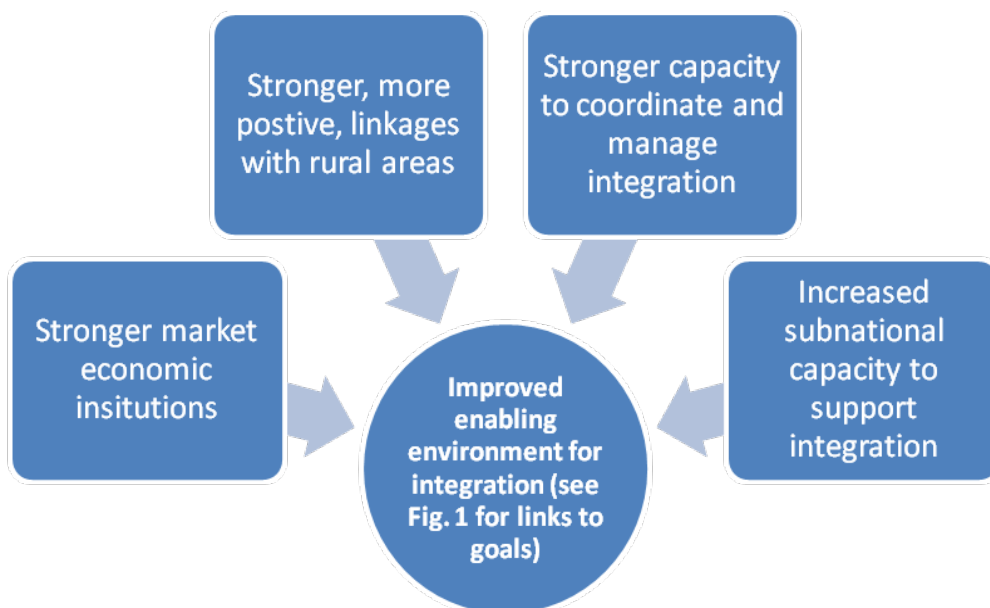 Stronger, more
postive, linkages
with rural areas
Stronger capacity
to coordinate and
manage
integration
Stronger market
economic
insitutions
Increased
subnational
capacity to
support
integration
Improved
enabling
environment for
integration (see
Fig. 1 for links to
goals)